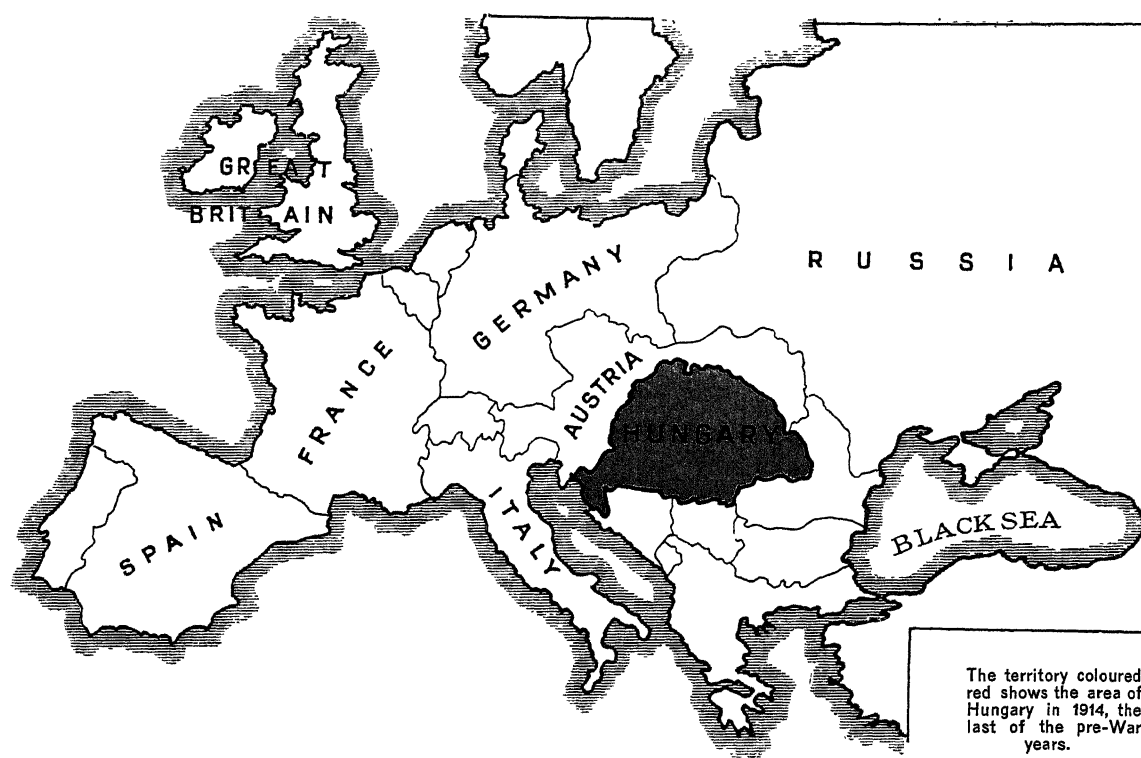 GREAT
BRITAIN
RUSSIA
GERMANY
FRANCE
AUSTRIA
HUNGARY
ITALY
SPAIN
BLACK SEA
The territory coloured
red shows the area of
Hungary in 1914, the
last of the pre-War
years.